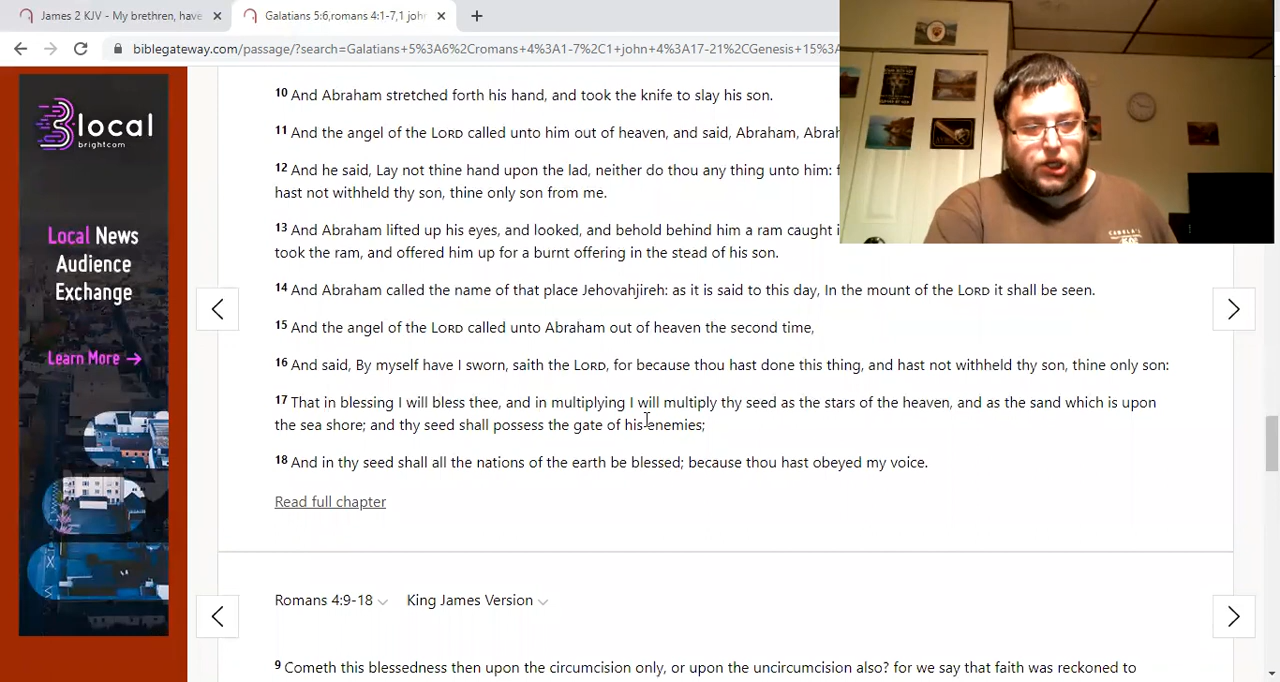 James 2 KJV - My brethren, have
Galatians 5:6,romans 4:1-7,1 joh
biblegateway.com/passage/?search=Galatians+5%3A6%2Cromans+4%3A1-7%2C1+john+4%3A17-21%2CGenesis+15%3A
local
brightcom
Local News
Audience
Exchange
Learn More →
10 And Abraham stretched forth his hand, and took the knife to slay his son.
11 And the angel of the LORD called unto him out of heaven, and said, Abraham, Abrah
12 And he said, Lay not thine hand upon the lad, neither do thou any thing unto him:
hast not withheld thy son, thine only son from me.
13 And Abraham lifted up his eyes, and looked, and behold behind him a ram caught i
took the ram, and offered him up for a burnt offering in the stead of his son.
14 And Abraham called the name of that place Jehovahjireh: as it is said to this day, In the mount of the LORD it shall be seen.
15 And the angel of the LORD called unto Abraham out of heaven the second time,
16 And said, By myself have I sworn, saith the LORD, for because thou hast done this thing, and hast not withheld thy son, thine only son:
17 That in blessing I will bless thee, and in multiplying I will multiply thy seed as the stars of the heaven, and as the sand which is upon
the sea shore; and thy seed shall possess the gate of his enemies;
18 And in thy seed shall all the nations of the earth be blessed; because thou hast obeyed my voice.
Read full chapter
Romans 4:9-18
King James Version
9 Cometh this blessedness then upon the circumcision only, or upon the uncircumcision also? for we say that faith was reckoned to